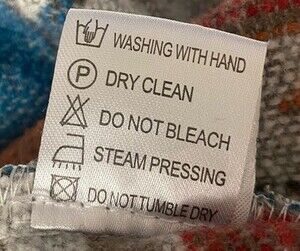 WASHING WITH HAND
P DRY CLEAN
DO NOT BLEACH
STEAM PRESSING
DO NOT TUMBLE DRY